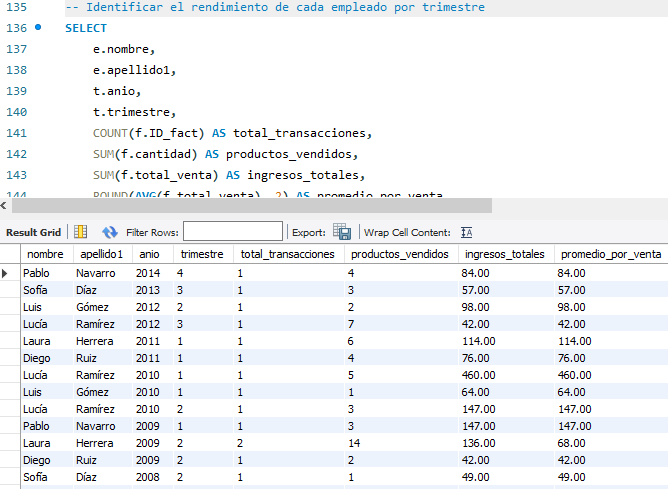 135 -- Identificar el rendimiento de cada empleado por trimestre
136 SELECT
137 e.nombre,
138 e.apellido1,
139 t.anio,
140 t.trimestre,
141 COUNT(f.ID_fact) AS total_transacciones,
142 SUM(f.cantidad) AS productos_vendidos,
143 SUM(f.total_venta) AS ingresos_totales,
144 ROUND(AVG(f.total_venta), 2) AS promedio_por_venta
Result Grid Filter Rows: Export: Wrap Cell Content:
nombre apellido1 anio trimestre total_transacciones productos_vendidos ingresos_totales promedio_por_venta
Pablo Navarro 2014 4 1 4 84.00 84.00
Sofía Díaz 2013 3 1 3 57.00 57.00
Luis Gómez 2012 2 1 2 98.00 98.00
Lucía Ramírez 2012 3 1 7 42.00 42.00
Laura Herrera 2011 1 1 6 114.00 114.00
Diego Ruiz 2011 1 1 4 76.00 76.00
Lucía Ramírez 2010 1 1 5 460.00 460.00
Luis Gómez 2010 1 1 1 64.00 64.00
Lucía Ramírez 2010 2 1 3 147.00 147.00
Pablo Navarro 2009 1 1 3 147.00 147.00
Laura Herrera 2009 2 2 14 136.00 68.00
Diego Ruiz 2009 2 1 2 42.00 42.00
Sofía Díaz 2008 2 1 1 49.00 49.00